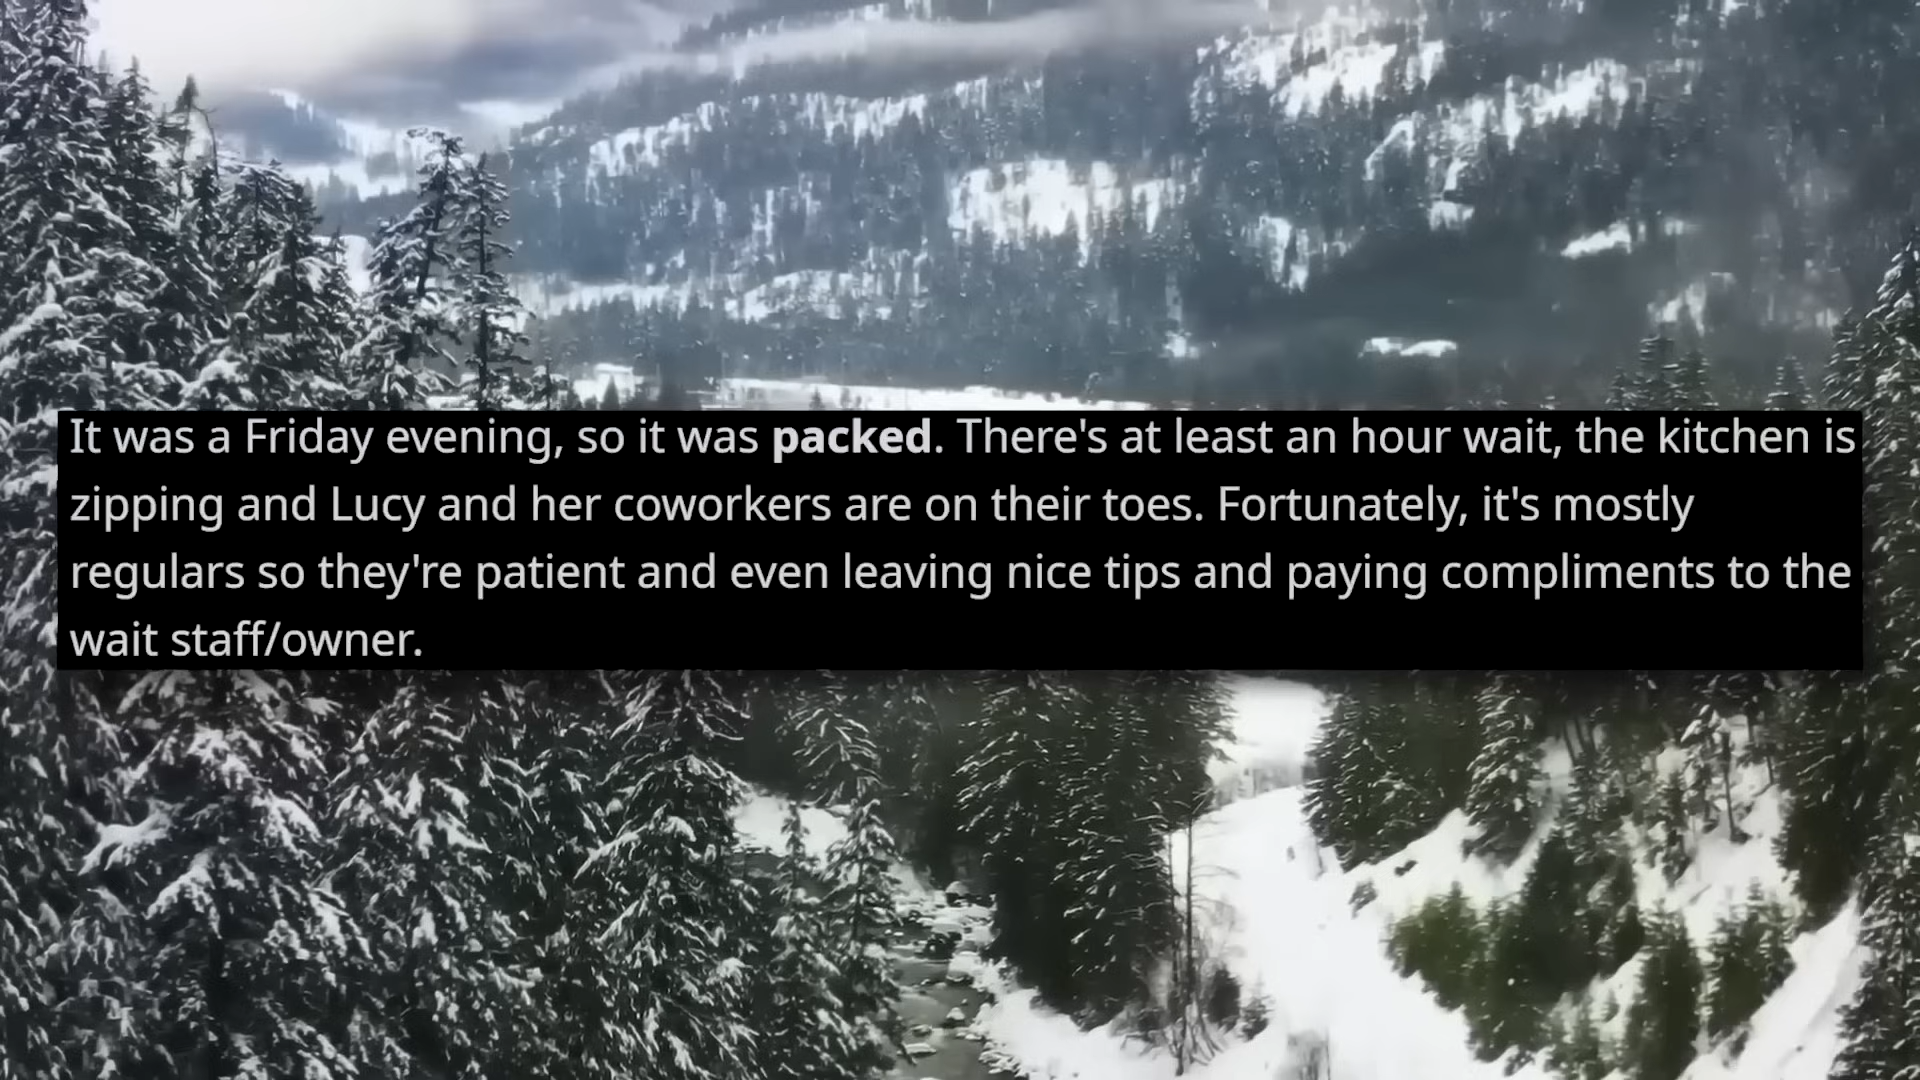 It was a Friday evening, so it was packed. There's at least an hour wait, the kitchen is
zipping and Lucy and her coworkers are on their toes. Fortunately, it's mostly
regulars so they're patient and even leaving nice tips and paying compliments to the
wait staff/owner.